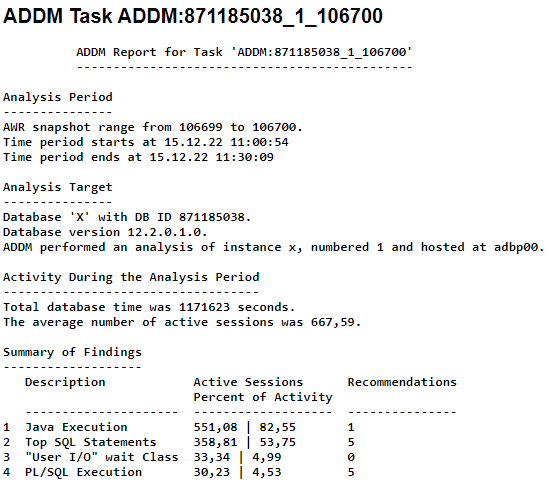 ADDM Task ADDM:871185038_1_106700
ADDM Report for Task 'ADDM:871185038_1_106700'
----------------------------------------------
Analysis Period
---------------
AWR snapshot range from 106699 to 106700.
Time period starts at 15.12.22 11:00:54
Time period ends at 15.12.22 11:30:09
Analysis Target
---------------
Database 'X' with DB ID 871185038.
Database version 12.2.0.1.0.
ADDM performed an analysis of instance x, numbered 1 and hosted at adbp00.
Activity During the Analysis Period
-----------------------------------
Total database time was 1171623 seconds.
The average number of active sessions was 667,59.
Summary of Findings
-------------------
Description Active Sessions Recommendations
Percent of Activity
--------------------- ------------------- ---------------
1 Java Execution 551,08 | 82,55 1
2 Top SQL Statements 358,81 | 53,75 5
3 "User I/O" wait Class 33,34 | 4,99 0
4 PL/SQL Execution 30,23 | 4,53 5